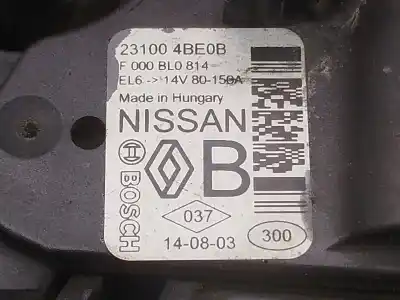 23100 4BE0B
F 000 BL0 814
EL6 -> 14V 80-150A
Made in Hungary
NISSAN
BOSCH
B
037
14-08-03
300